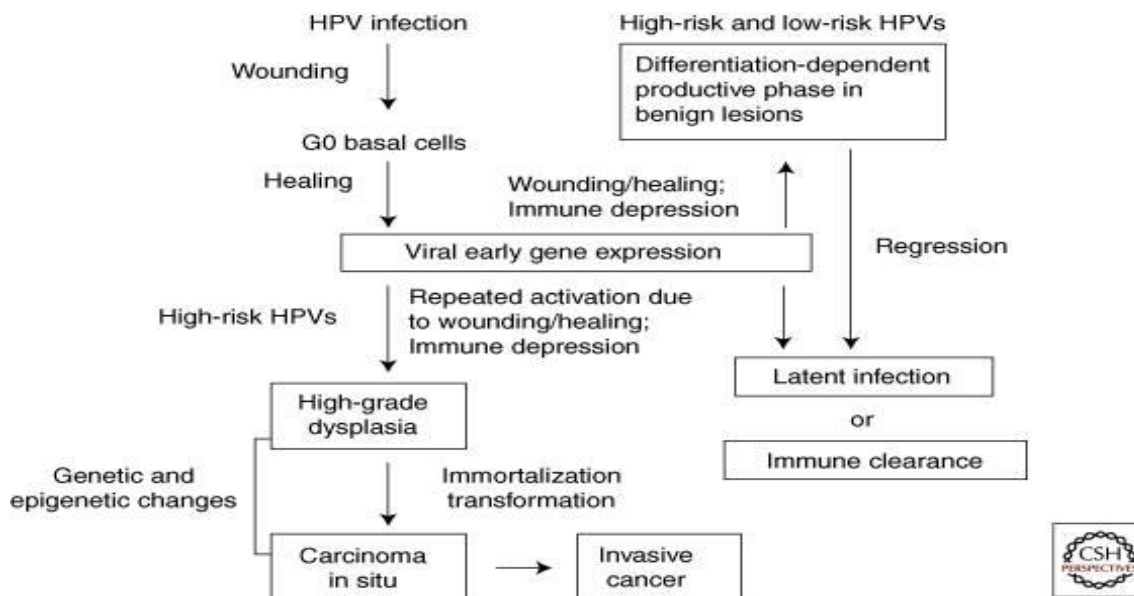 HPV infection
High-risk and low-risk HPVs
Wounding
Differentiation-dependent
productive phase in
benign lesions
G0 basal cells
Healing
Wounding/healing;
Immune depression
Viral early gene expression
Regression
High-risk HPVs
Repeated activation due
to wounding/healing;
Immune depression
Latent infection
or
Immune clearance
High-grade
dysplasia
Genetic and
epigenetic changes
Immortalization
transformation
Carcinoma
in situ
Invasive
cancer
CSH
PERSPECTIVES